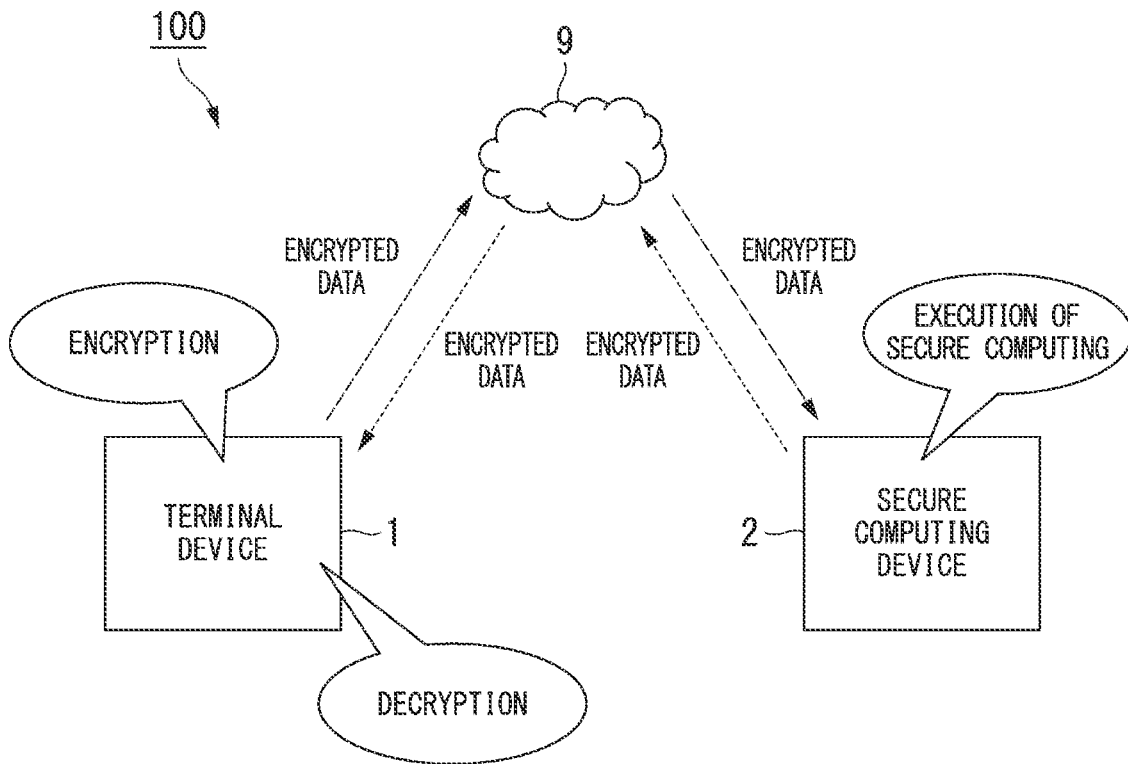 100
9
ENCRYPTED
DATA
ENCRYPTED
DATA
ENCRYPTION
ENCRYPTED
DATA
ENCRYPTED
DATA
EXECUTION OF
SECURE COMPUTING
TERMINAL
DEVICE
1
2
SECURE
COMPUTING
DEVICE
DECRYPTION